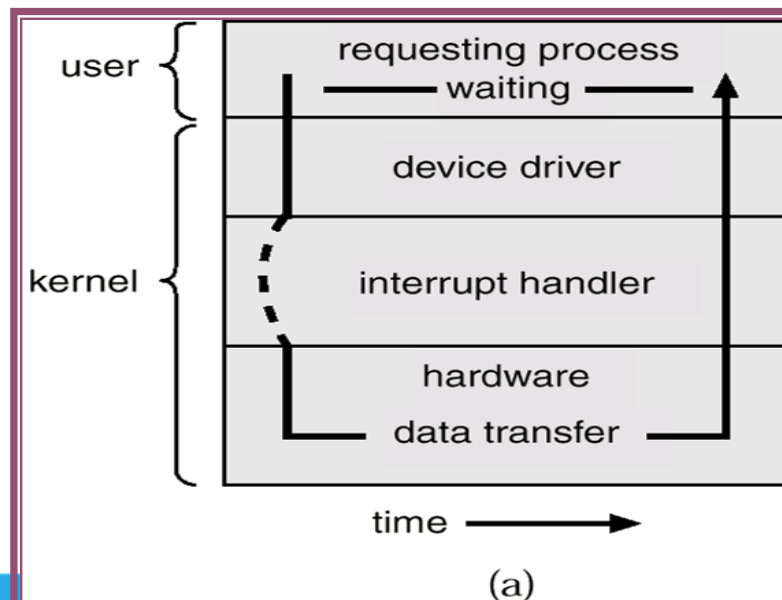 user
requesting process
waiting
device driver
kernel
interrupt handler
hardware
data transfer
time
(a)